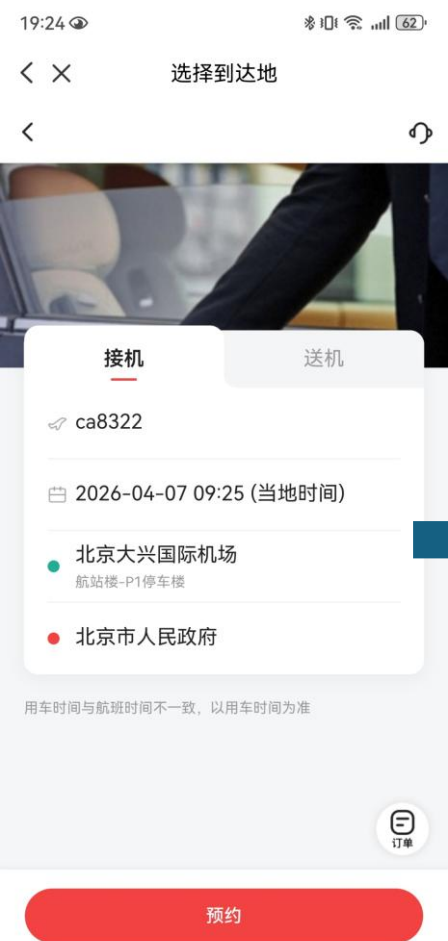 19:24
62
选择到达地
接机
送机
ca8322
2026-04-07 09:25 (当地时间)
北京大兴国际机场
航站楼-P1停车楼
北京市人民政府
用车时间与航班时间不一致，以用车时间为准
订单
预约